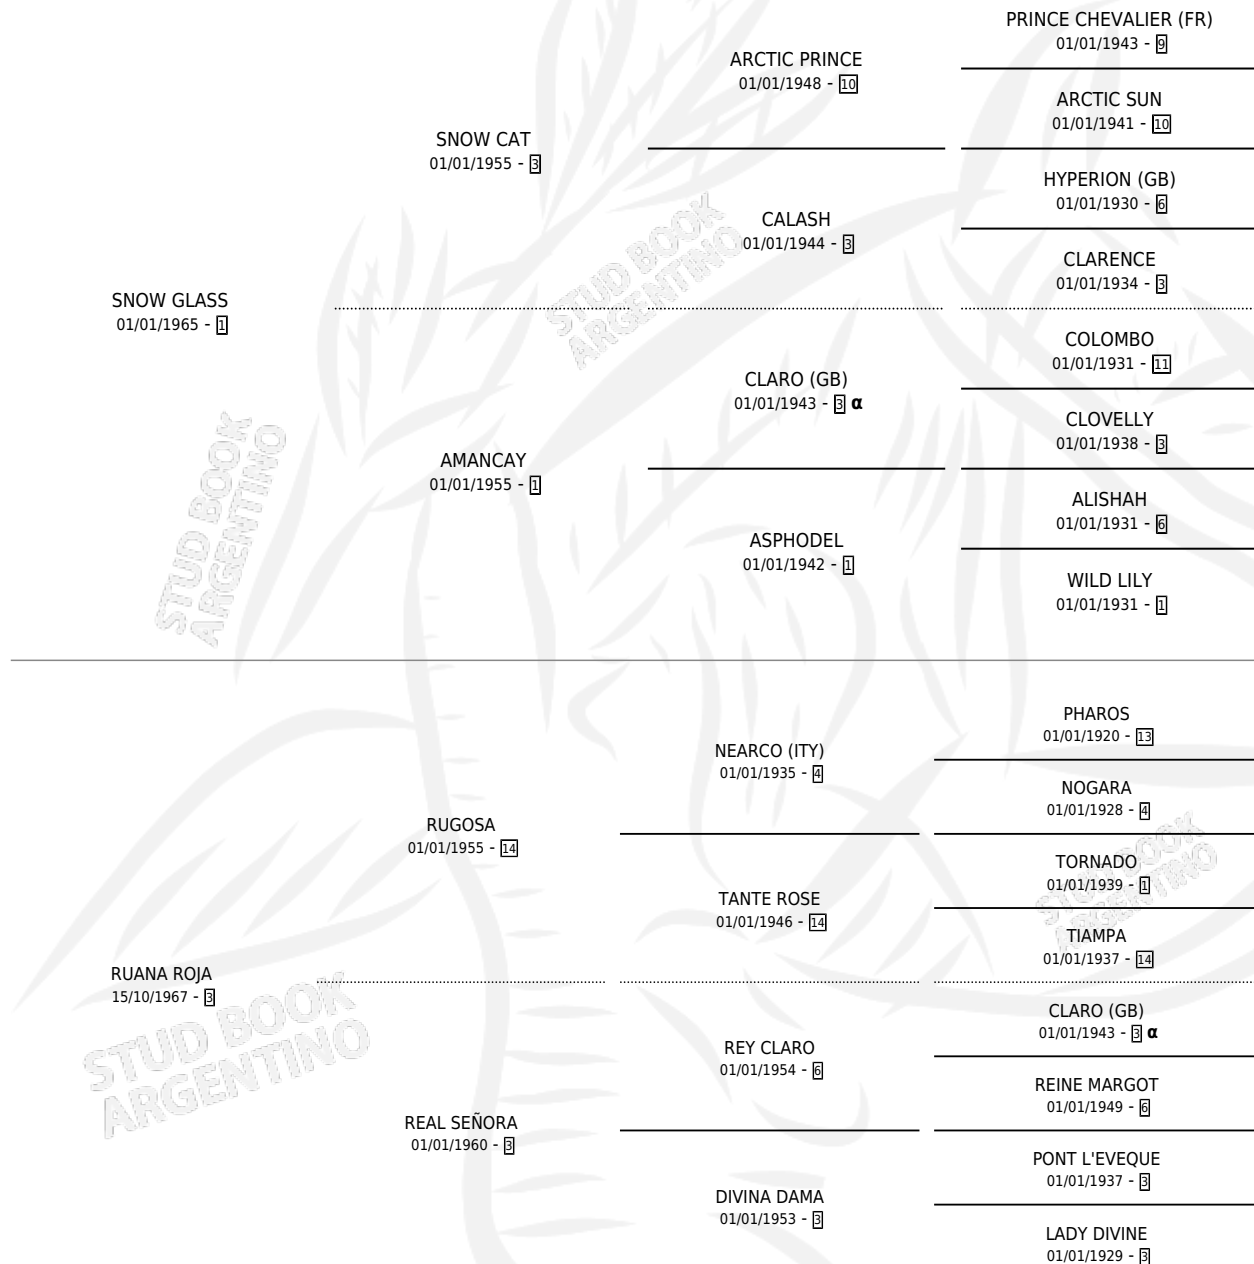 PRINCE CHEVALIER (FR)
01/01/1943 - 9
ARCTIC PRINCE
01/01/1948 - 10
ARCTIC SUN
01/01/1941 - 10
SNOW CAT
01/01/1955 - 3
HYPERION (GB)
01/01/1930 - 6
CALASH
01/01/1944 - 3
CLARENCE
01/01/1934 - 3
SNOW GLASS
01/01/1965 - 1
STUD BOOK
ARGENTINO
COLOMBO
01/01/1931 - 11
CLARO (GB)
01/01/1943 - 3 α
CLOVELLY
01/01/1938 - 3
AMANCAY
01/01/1955 - 1
ALISHAH
01/01/1931 - 6
ASPHODEL
01/01/1942 - 1
WILD LILY
01/01/1931 - 1
STUD BOOK
ARGENTINO
PHAROS
01/01/1920 - 13
NEARCO (ITY)
01/01/1935 - 4
NOGARA
01/01/1928 - 4
RUGOSA
01/01/1955 - 14
TORNADO
01/01/1939 - 1
TANTE ROSE
01/01/1946 - 14
TIAMPA
01/01/1937 - 14
STUD BOOK
ARGENTINO
RUANA ROJA
15/10/1967 - 3
STUD BOOK
ARGENTINO
CLARO (GB)
01/01/1943 - 3 α
REY CLARO
01/01/1954 - 6
REINE MARGOT
01/01/1949 - 6
REAL SEÑORA
01/01/1960 - 3
PONT L'EVEQUE
01/01/1937 - 3
DIVINA DAMA
01/01/1953 - 3
LADY DIVINE
01/01/1929 - 3